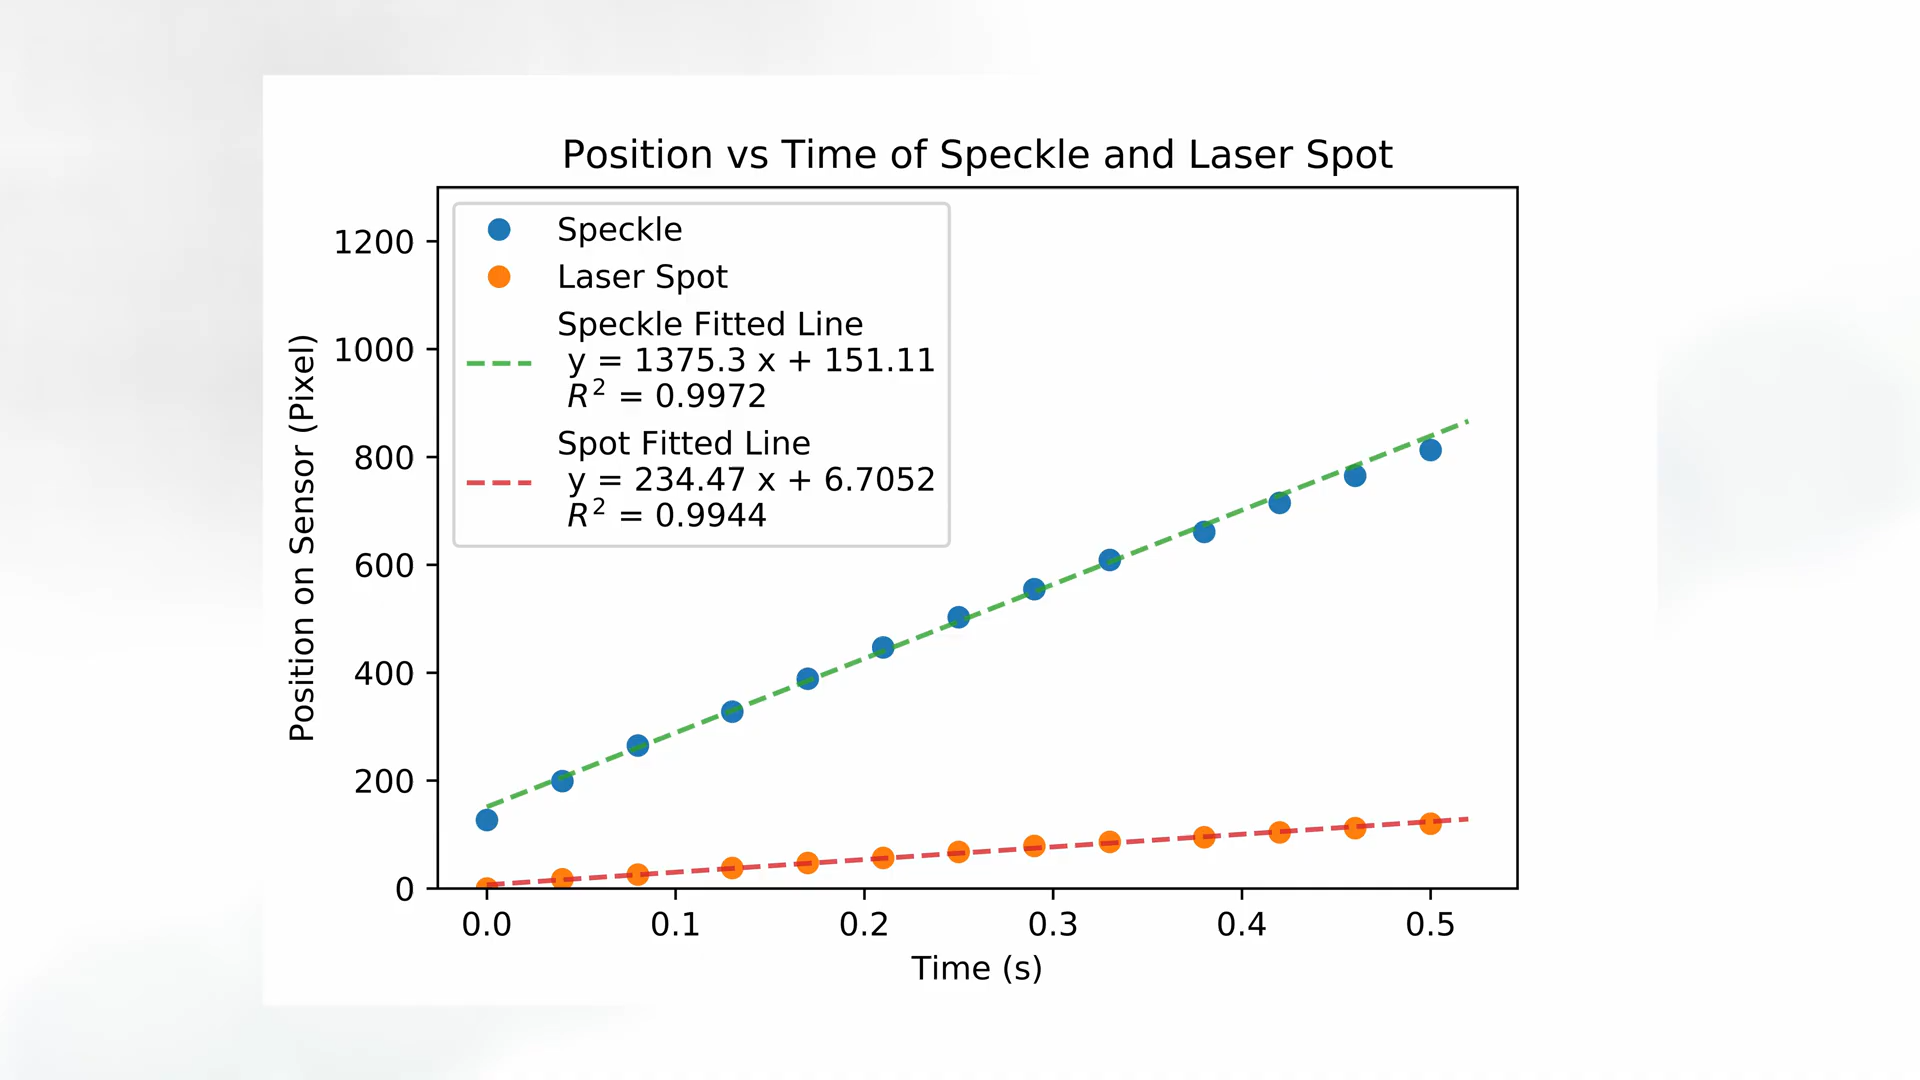 Position vs Time of Speckle and Laser Spot
Speckle
Laser Spot
Speckle Fitted Line
y = 1375.3 x + 151.11
R² = 0.9972
Spot Fitted Line
y = 234.47 x + 6.7052
R² = 0.9944
Position on Sensor (Pixel)
1200
1000
800
600
400
200
0
0.0 0.1 0.2 0.3 0.4 0.5
Time (s)